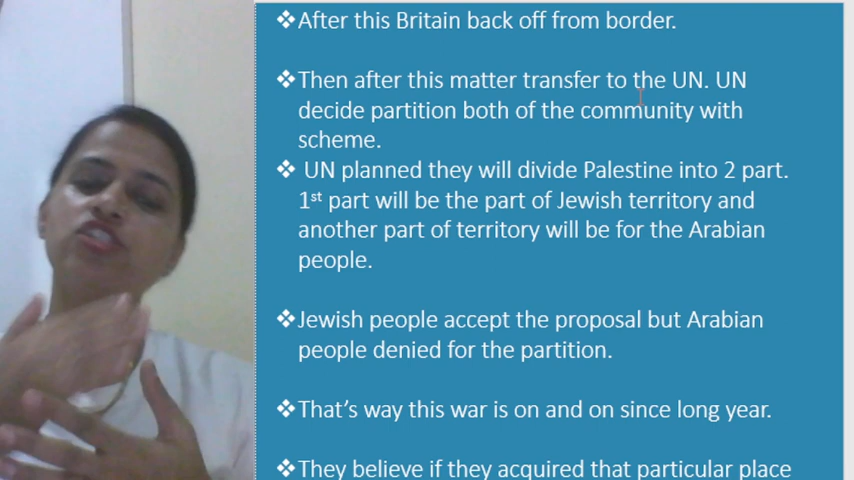 ❖After this Britain back off from border.
❖Then after this matter transfer to the UN. UN
decide partition both of the community with
scheme.
❖ UN planned they will divide Palestine into 2 part.
1st part will be the part of Jewish territory and
another part of territory will be for the Arabian
people.
❖Jewish people accept the proposal but Arabian
people denied for the partition.
❖That's way this war is on and on since long year.
❖They believe if they acquired that particular place